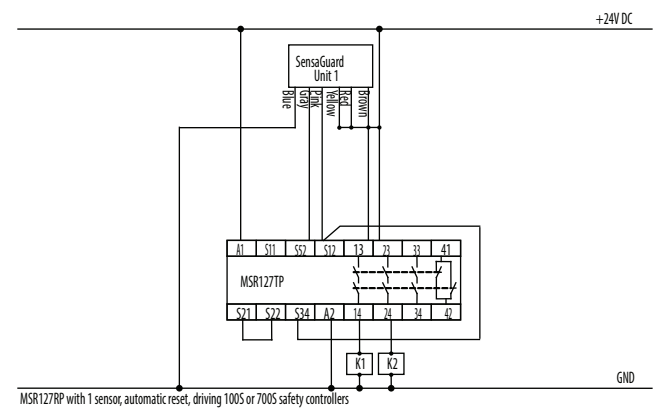 +24V DC
SensaGuard
Unit 1
Blue
Gray
Pink
Yellow
Red
Brown
A1 S11 S52 S12 13 23 33 41
MSR127TP
S21 S22 S34 A2 14 24 34 42
K1 K2
GND
MSR127RP with 1 sensor, automatic reset, driving 100S or 700S safety controllers